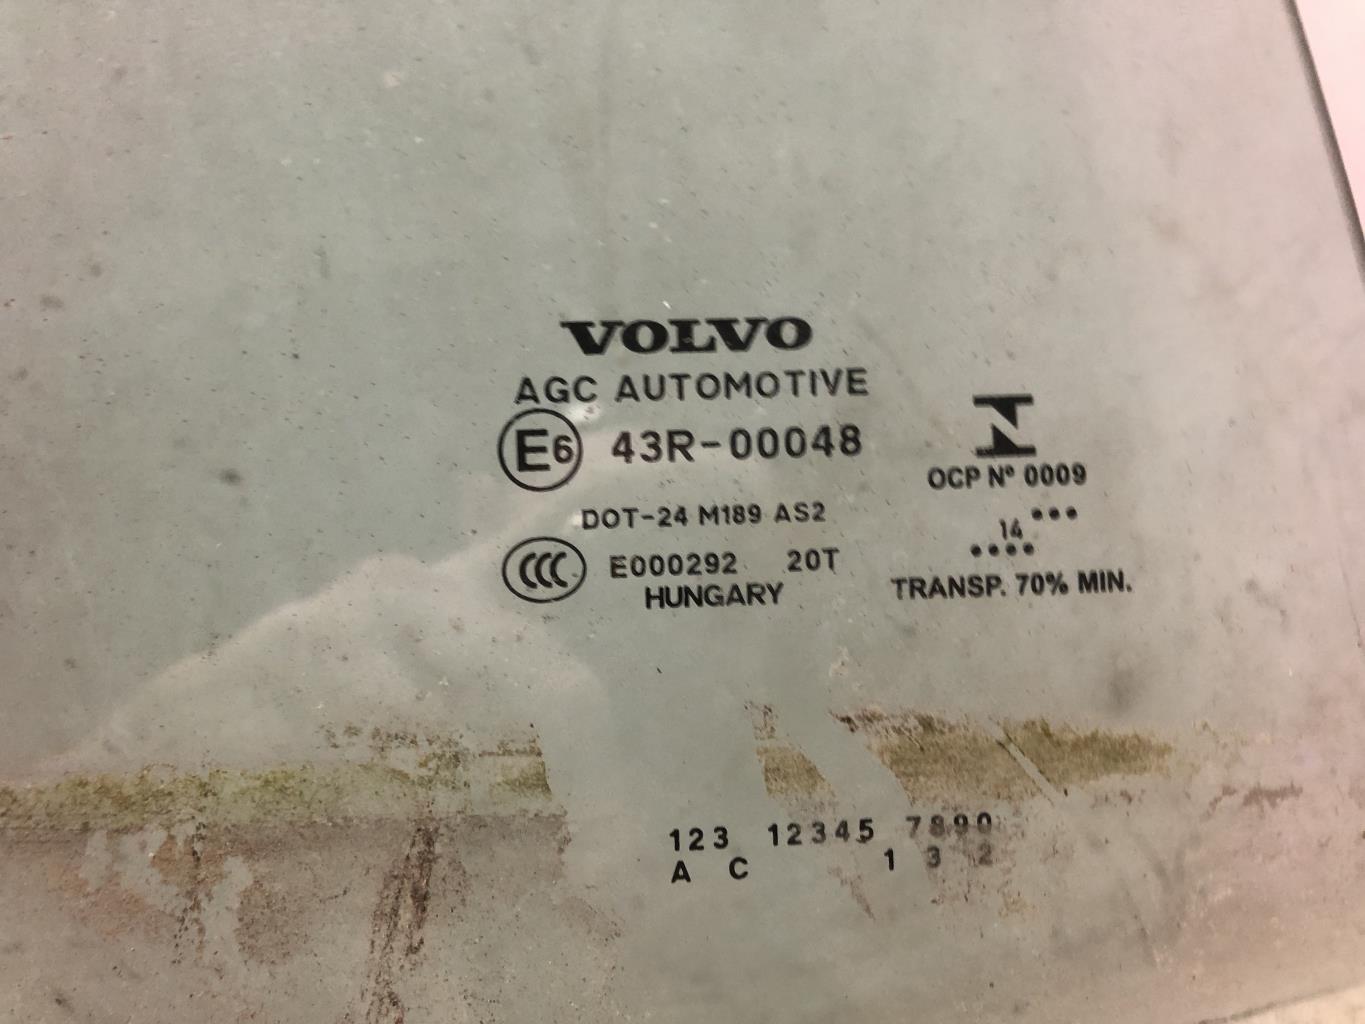 VOLVO
AGC AUTOMOTIVE
E6 43R-00048
DOT-24 M189 AS2
CCC E000292 20T
HUNGARY
OCP Nº 0009
•••
14
••••
TRANSP. 70% MIN.
123 12345 7890
A C 1 3 2